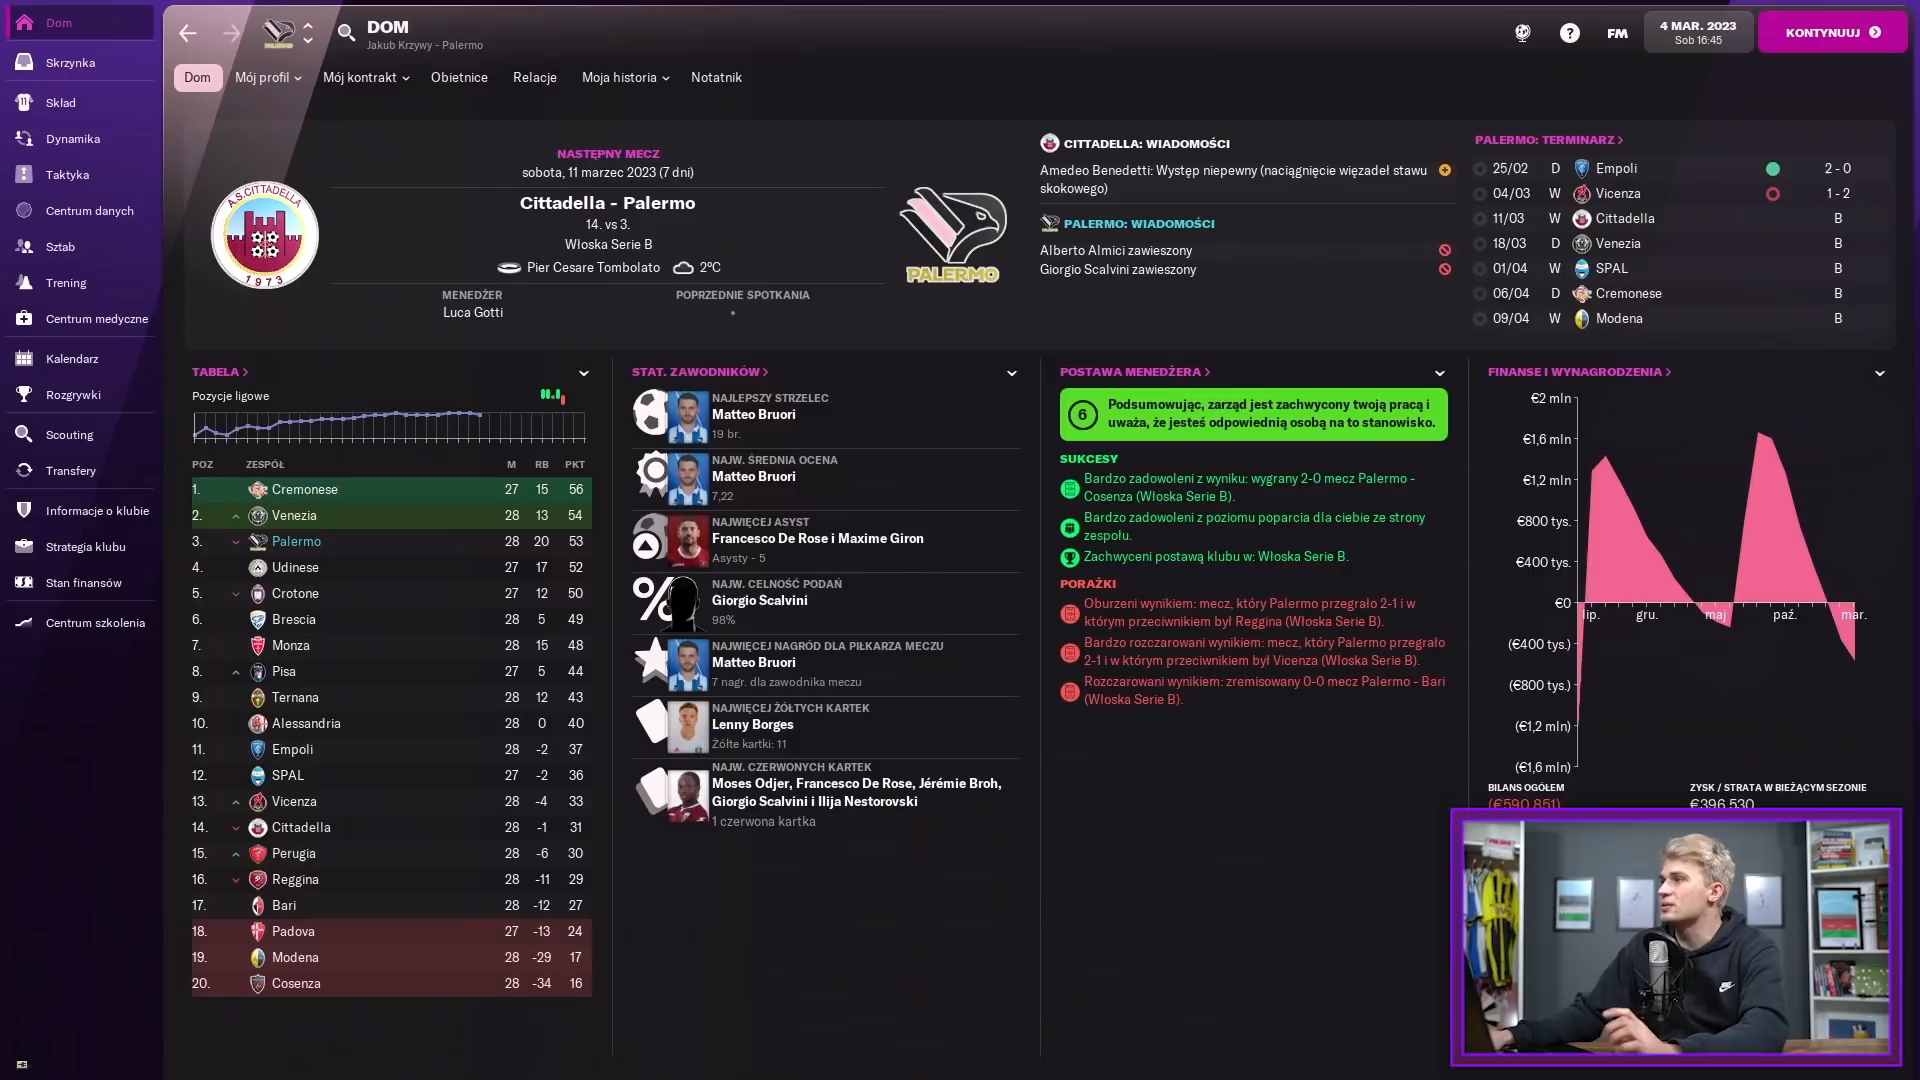 Dom
Skrzynka
Skład
Dynamika
Taktyka
Centrum danych
Sztab
Trening
Centrum medyczne
Kalendarz
Rozgrywki
Scouting
Transfery
Informacje o klubie
Strategia klubu
Stan finansów
Centrum szkolenia
PALERMO
DOM
Jakub Krzywy - Palermo
FM
4 MAR. 2023
Sob 16:45
KONTYNUUJ
Dom
Mój profil
Mój kontrakt
Obietnice
Relacje
Moja historia
Notatnik
A.S.CITTADELLA
1973
NASTĘPNY MECZ
sobota, 11 marzec 2023 (7 dni)
Cittadella - Palermo
14. vs 3.
Włoska Serie B
Pier Cesare Tombolato 2°C
MENEDŻER
Luca Gotti
POPRZEDNIE SPOTKANIA
PALERMO
CITTADELLA: WIADOMOŚCI
Amedeo Benedetti: Występ niepewny (naciągnięcie więzadeł stawu
skokowego)
PALERMO: WIADOMOŚCI
Alberto Almici zawieszony
Giorgio Scalvini zawieszony
PALERMO: TERMINARZ
25/02 D Empoli 2 - 0
04/03 W Vicenza 1 - 2
11/03 W Cittadella B
18/03 D Venezia B
01/04 W SPAL B
06/04 D Cremonese B
09/04 W Modena B
TABELA
Pozycje ligowe
POZ ZESPÓŁ M RB PKT
1. Cremonese 27 15 56
2. Venezia 28 13 54
3. Palermo 28 20 53
4. Udinese 27 17 52
5. Crotone 27 12 50
6. Brescia 28 5 49
7. Monza 28 15 48
8. Pisa 27 5 44
9. Ternana 28 12 43
10. Alessandria 28 0 40
11. Empoli 28 -2 37
12. SPAL 27 -2 36
13. Vicenza 28 -4 33
14. Cittadella 28 -1 31
15. Perugia 28 -6 30
16. Reggina 28 -11 29
17. Bari 28 -12 27
18. Padova 27 -13 24
19. Modena 28 -29 17
20. Cosenza 28 -34 16
STAT. ZAWODNIKÓW
NAJLEPSZY STRZELEC
Matteo Bruori
19 br.
NAJW. ŚREDNIA OCENA
Matteo Bruori
7,22
NAJWIĘCEJ ASYST
Francesco De Rose i Maxime Giron
Asysty - 5
NAJW. CELNOŚĆ PODAŃ
Giorgio Scalvini
98%
NAJWIĘCEJ NAGRÓD DLA PIŁKARZA MECZU
Matteo Bruori
7 nagr. dla zawodnika meczu
NAJWIĘCEJ ŻÓŁTYCH KARTEK
Lenny Borges
Żółte kartki: 11
NAJW. CZERWONYCH KARTEK
Moses Odjer, Francesco De Rose, Jérémie Broh,
Giorgio Scalvini i Ilija Nestorovski
1 czerwona kartka
POSTAWA MENEDŻERA
6
Podsumowując, zarząd jest zachwycony twoją pracą i
uważa, że jesteś odpowiednią osobą na to stanowisko.
SUKCESY
Bardzo zadowoleni z wyniku: wygrany 2-0 mecz Palermo -
Cosenza (Włoska Serie B).
Bardzo zadowoleni z poziomu poparcia dla ciebie ze strony
zespołu.
Zachwyceni postawą klubu w: Włoska Serie B.
PORAŻKI
Oburzeni wynikiem: mecz, który Palermo przegrało 2-1 i w
którym przeciwnikiem był Reggina (Włoska Serie B).
Bardzo rozczarowani wynikiem: mecz, który Palermo przegrało
2-1 i w którym przeciwnikiem był Vicenza (Włoska Serie B).
Rozczarowani wynikiem: zremisowany 0-0 mecz Palermo - Bari
(Włoska Serie B).
FINANSE I WYNAGRODZENIA
€2 mln
€1,6 mln
€1,2 mln
€800 tys.
€400 tys.
€0
lip. gru. maj paź. mar.
(€400 tys.)
(€800 tys.)
(€1,2 mln)
(€1,6 mln)
BILANS OGÓŁEM
(€590 851)
ZYSK / STRATA W BIEŻĄCYM SEZONIE
€396 530